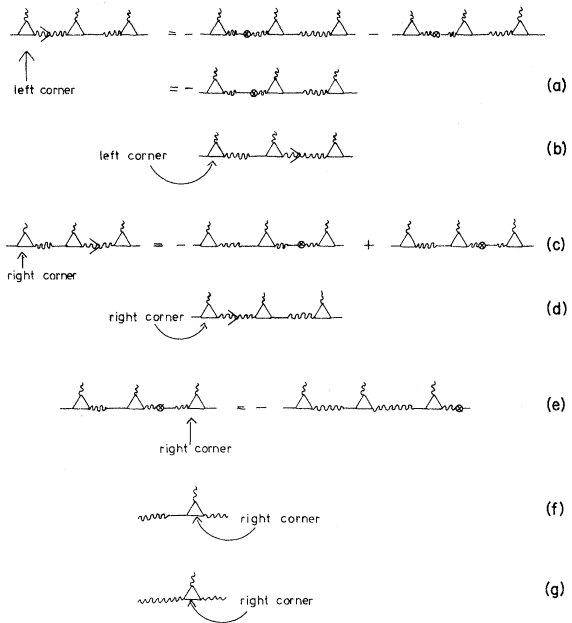 = - -
left corner
= - (a)
left corner (b)
= - + (c)
right corner
right corner (d)
= - (e)
right corner
right corner (f)
right corner (g)